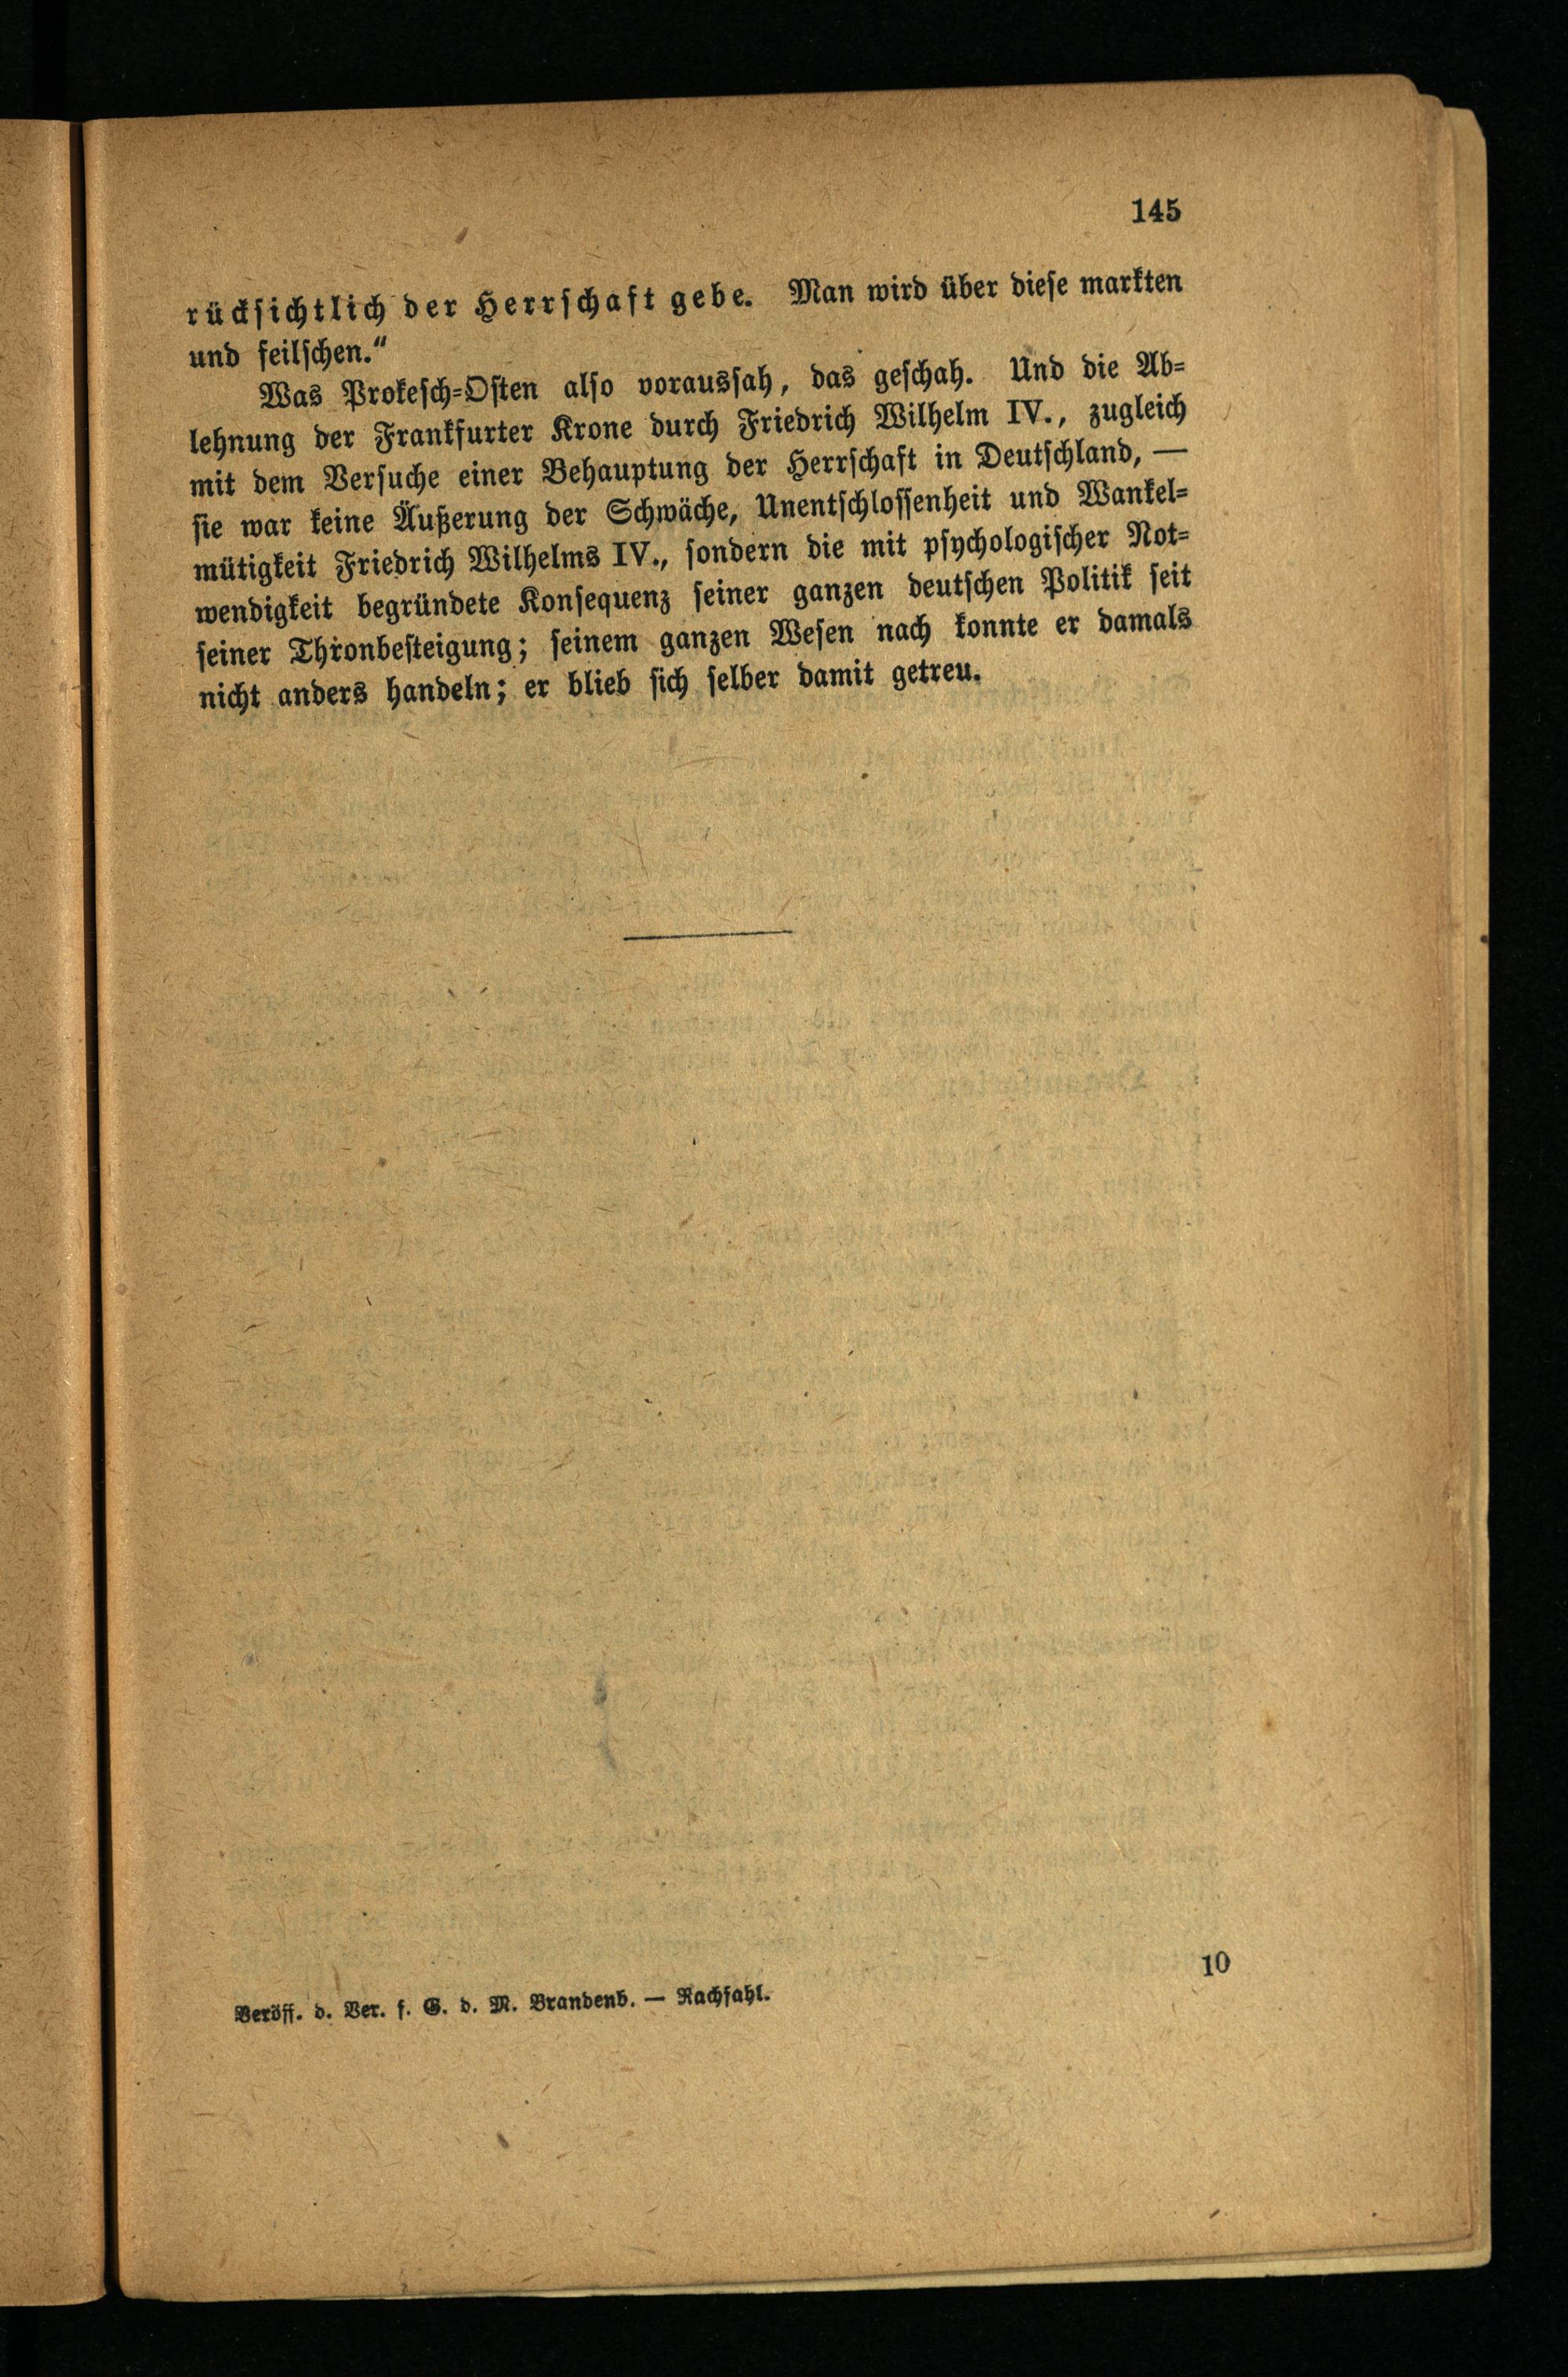 145
rücksichtlich der Herrschaft gebe. Man wird über diese markten
und feilschen.“
Was Prokesch=Osten also voraussah, das geschah. Und die Ab=
lehnung der Frankfurter Krone durch Friedrich Wilhelm IV., zugleich
mit dem Versuche einer Behauptung der Herrschaft in Deutschland, —
sie war keine Äußerung der Schwäche, Unentschlossenheit und Wankel=
mütigkeit Friedrich Wilhelms IV., sondern die mit psychologischer Not=
wendigkeit begründete Konsequenz seiner ganzen deutschen Politik seit
seiner Thronbesteigung; seinem ganzen Wesen nach konnte er damals
nicht anders handeln; er blieb sich selber damit getreu.
10
Veröff. d. Ver. f. G. d. M. Brandenb. — Rachfahl.